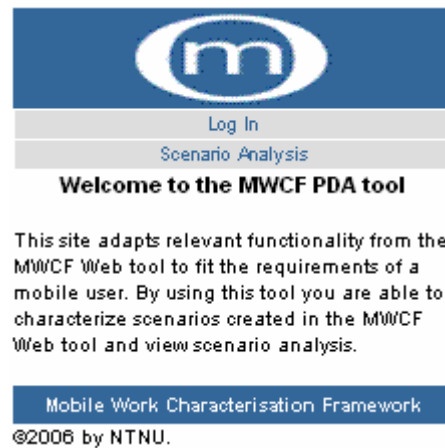 m
Log In
Scenario Analysis
Welcome to the MWCF PDA tool
This site adapts relevant functionality from the
MWCF Web tool to fit the requirements of a
mobile user. By using this tool you are able to
characterize scenarios created in the MWCF
Web tool and view scenario analysis.
Mobile Work Characterisation Framework
©2006 by NTNU.